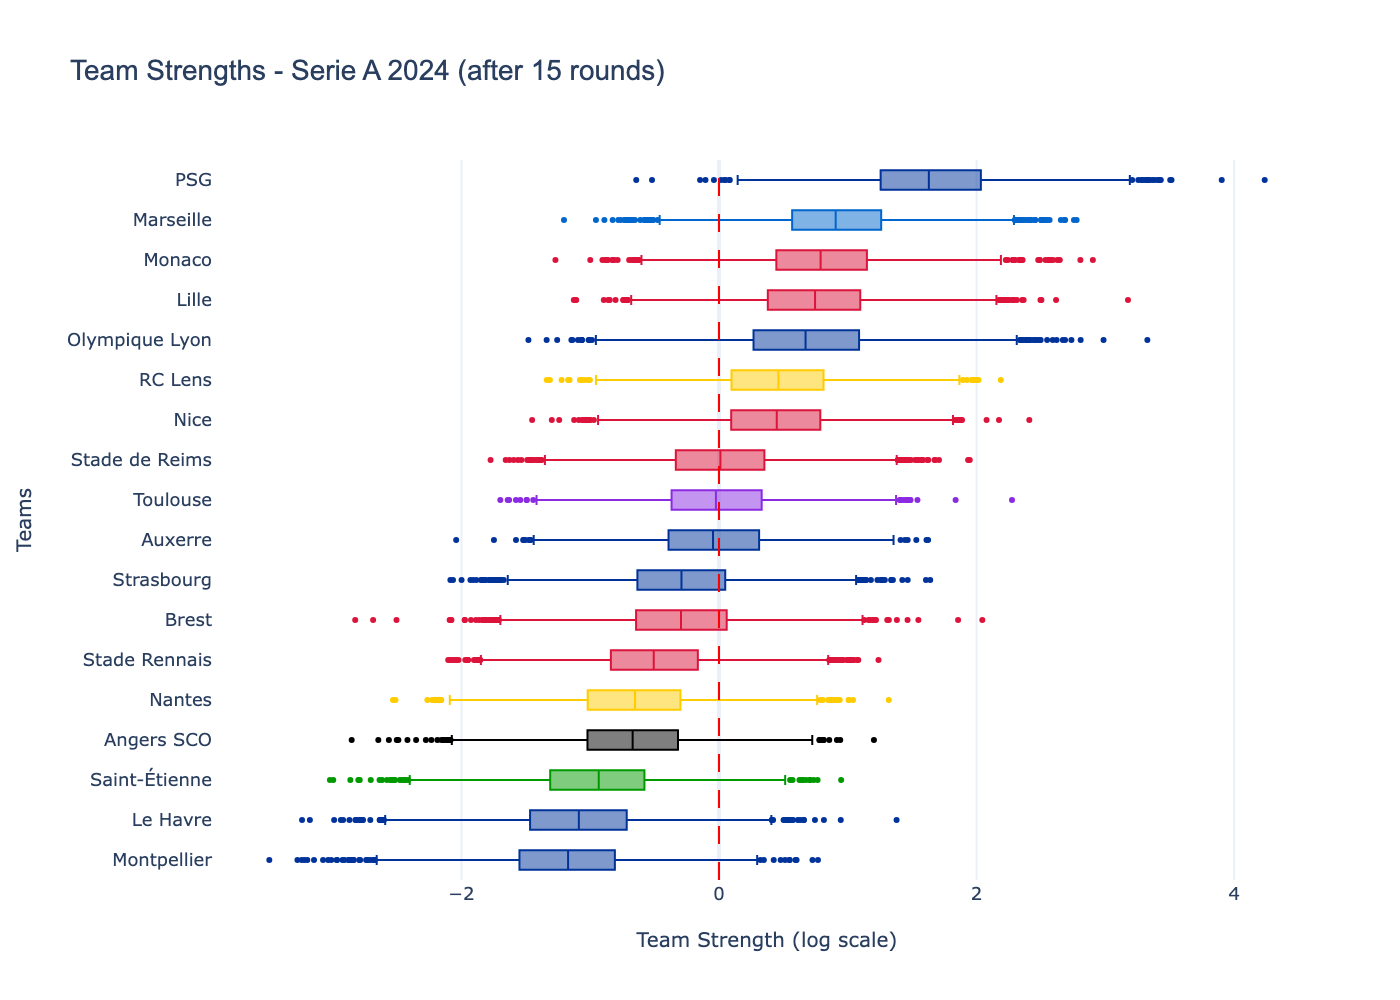 Team Strengths - Serie A 2024 (after 15 rounds)
PSG
Marseille
Monaco
Lille
Olympique Lyon
RC Lens
Nice
Stade de Reims
Toulouse
Auxerre
Strasbourg
Brest
Stade Rennais
Nantes
Angers SCO
Saint-Étienne
Le Havre
Montpellier
Teams
−2 0 2 4
Team Strength (log scale)